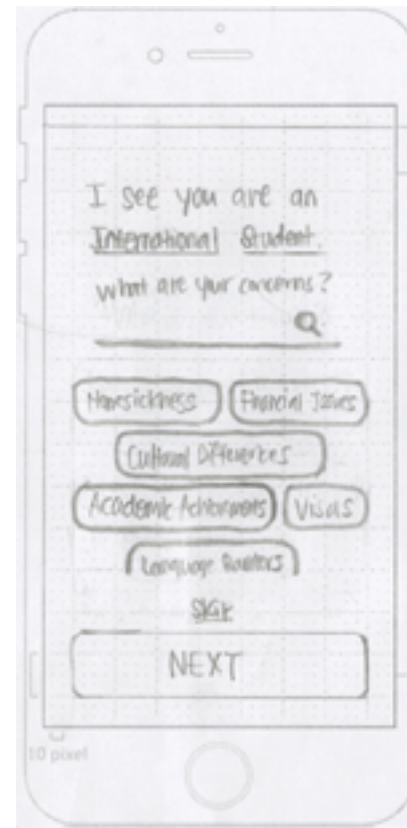 I see you are an
International Student.
What are your concerns?
Homesickness Financial Issues
Cultural Differences
Academic Achievements Visas
Language Barriers
Skip
NEXT
10 pixel